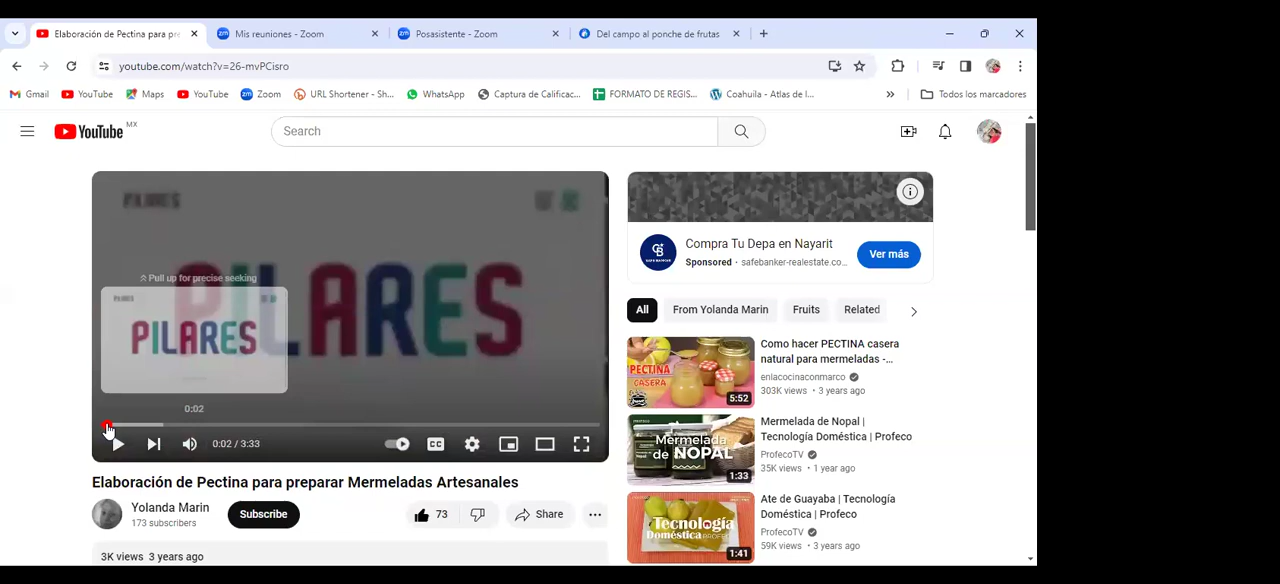 Elaboración de Pectina para pre
Mis reuniones - Zoom
Posasistente - Zoom
Del campo al ponche de frutas
youtube.com/watch?v=26-mvPCisro
Gmail
YouTube
Maps
YouTube
Zoom
URL Shortener - Sh...
WhatsApp
Captura de Calificac...
FORMATO DE REGIS...
Coahuila - Atlas de l...
Todos los marcadores
YouTube MX
Search
PILARES
PILARES
Pull up for precise seeking
PILARES
PILARES
0:02
0:02 / 3:33
CC
Elaboración de Pectina para preparar Mermeladas Artesanales
Yolanda Marin
173 subscribers
Subscribe
73
Share
3K views 3 years ago
Compra Tu Depa en Nayarit
Sponsored · safebanker-realestate.co...
Ver más
All
From Yolanda Marin
Fruits
Related
PECTINA
CASERA
5:52
Como hacer PECTINA casera
natural para mermeladas -...
enlacocinaconmarco
303K views · 3 years ago
Mermelada
de NOPAL
1:33
Mermelada de Nopal |
Tecnología Doméstica | Profeco
ProfecoTV
35K views · 1 year ago
Tecnología
Doméstica PROFECO
1:41
Ate de Guayaba | Tecnología
Doméstica | Profeco
ProfecoTV
59K views · 3 years ago